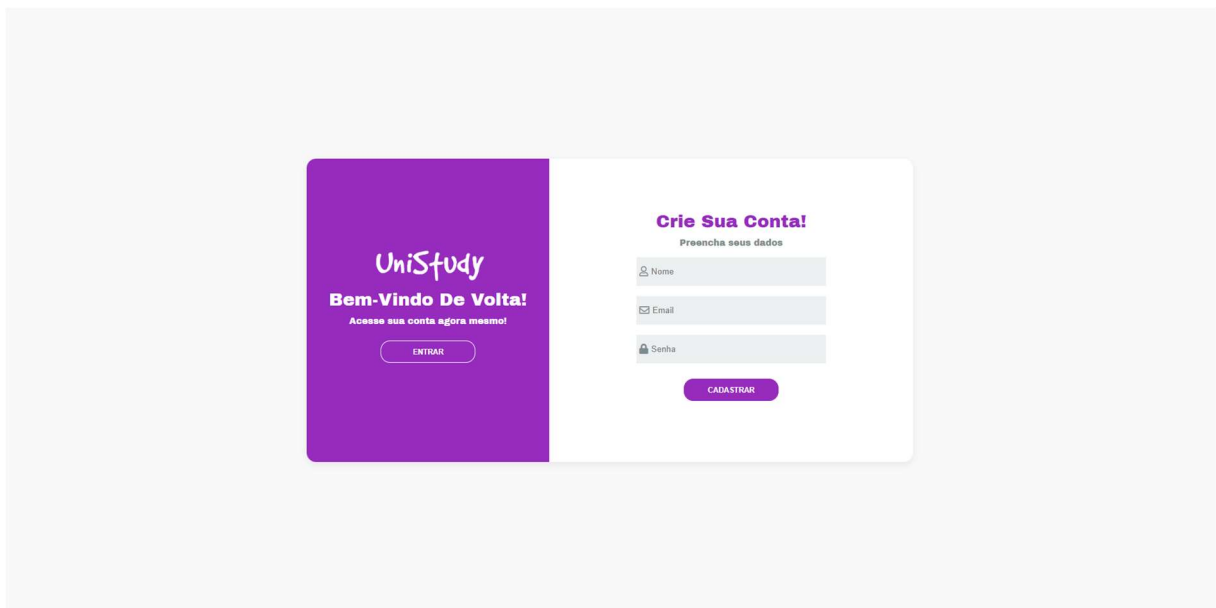 UniStudy
Bem-Vindo De Volta!
Acesse sua conta agora mesmo!
ENTRAR
Crie Sua Conta!
Preencha seus dados
Nome
Email
Senha
CADASTRAR